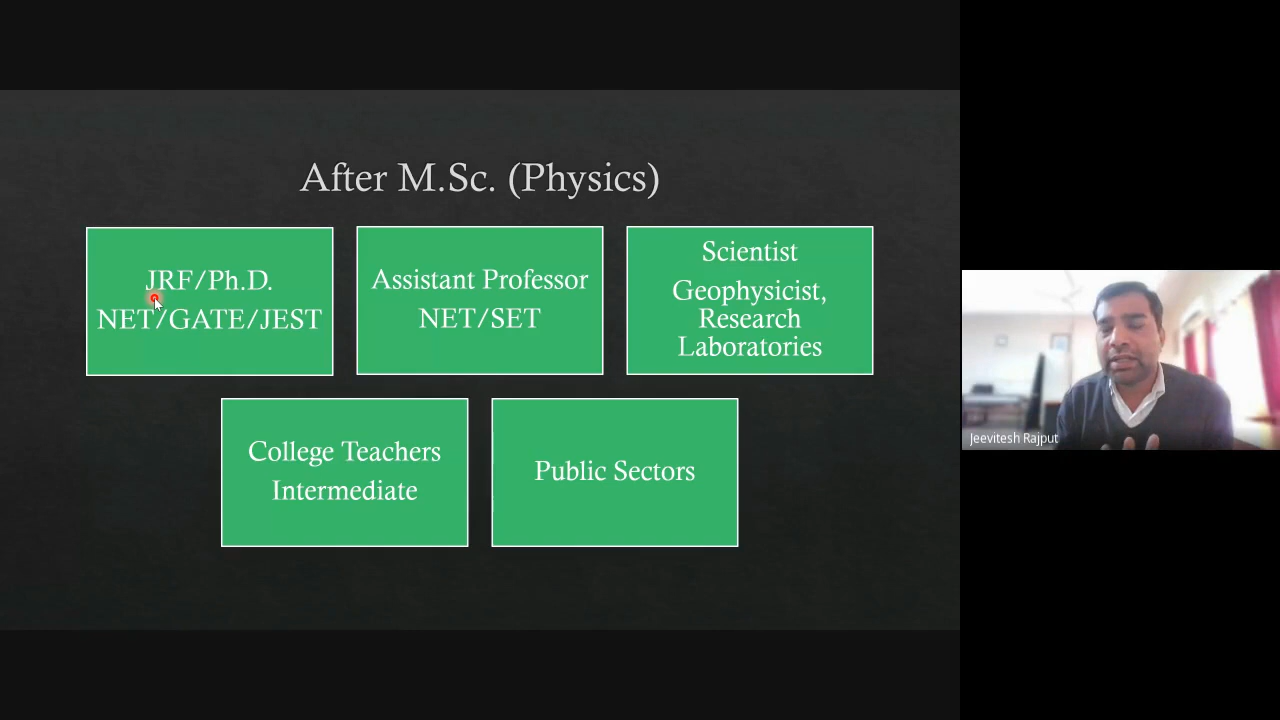 After M.Sc. (Physics)
JRF/Ph.D.
NET/GATE/JEST
Assistant Professor
NET/SET
Scientist
Geophysicist,
Research
Laboratories
College Teachers
Intermediate
Public Sectors
Jeevitesh Rajput